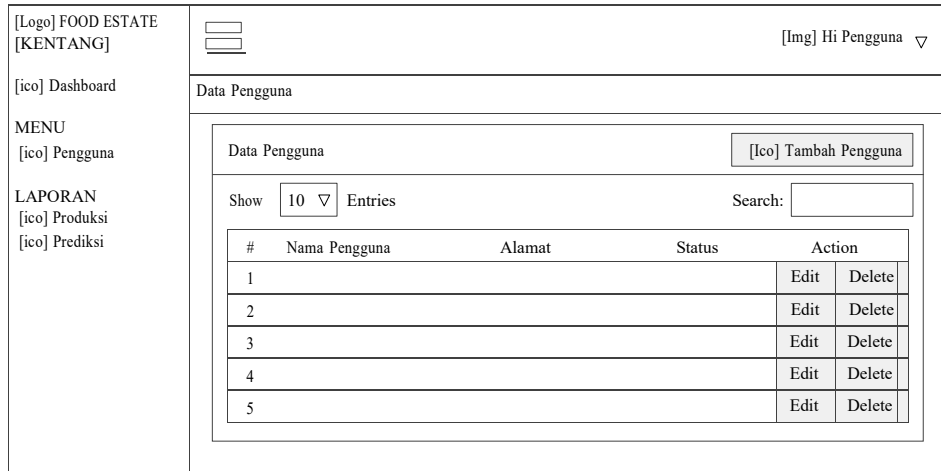 [Logo] FOOD ESTATE
[KENTANG]
[ico] Dashboard
MENU
[ico] Pengguna
LAPORAN
[ico] Produksi
[ico] Prediksi
[Img] Hi Pengguna
Data Pengguna
Data Pengguna
[Ico] Tambah Pengguna
Show 10 Entries
Search:
# Nama Pengguna Alamat Status Action
1 Edit Delete
2 Edit Delete
3 Edit Delete
4 Edit Delete
5 Edit Delete